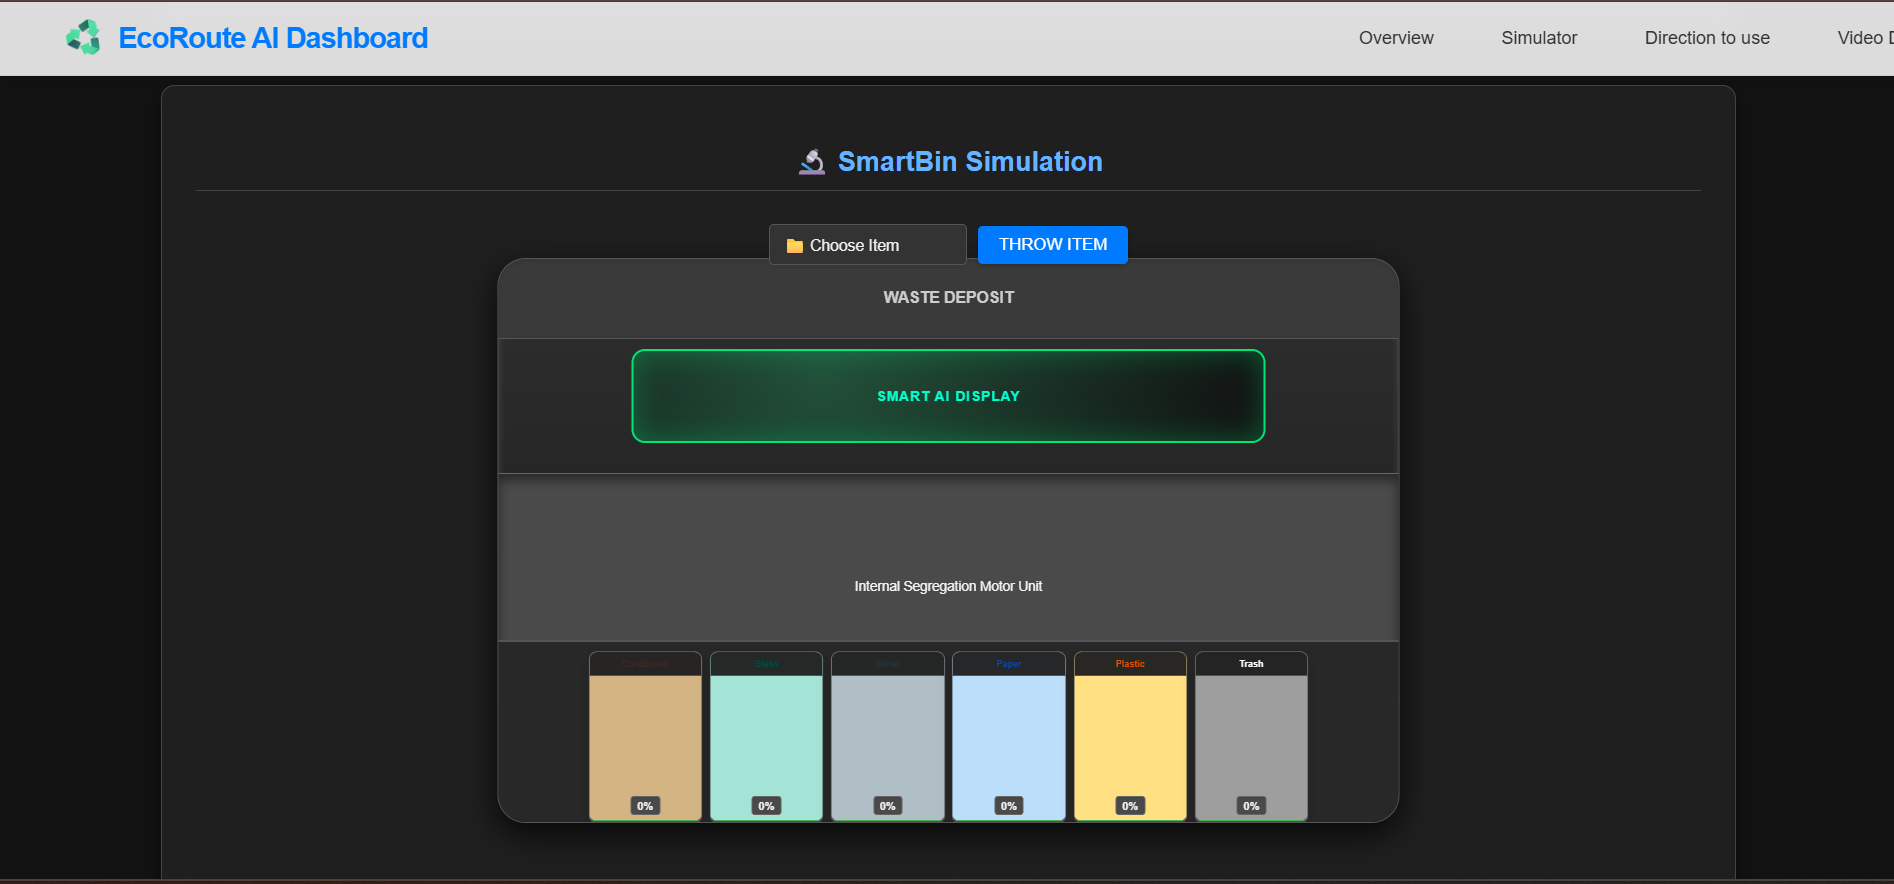 EcoRoute AI Dashboard
Overview
Simulator
Direction to use
Video D
SmartBin Simulation
Choose Item
THROW ITEM
WASTE DEPOSIT
SMART AI DISPLAY
Internal Segregation Motor Unit
Cardboard
Glass
Metal
Paper
Plastic
Trash
0%
0%
0%
0%
0%
0%